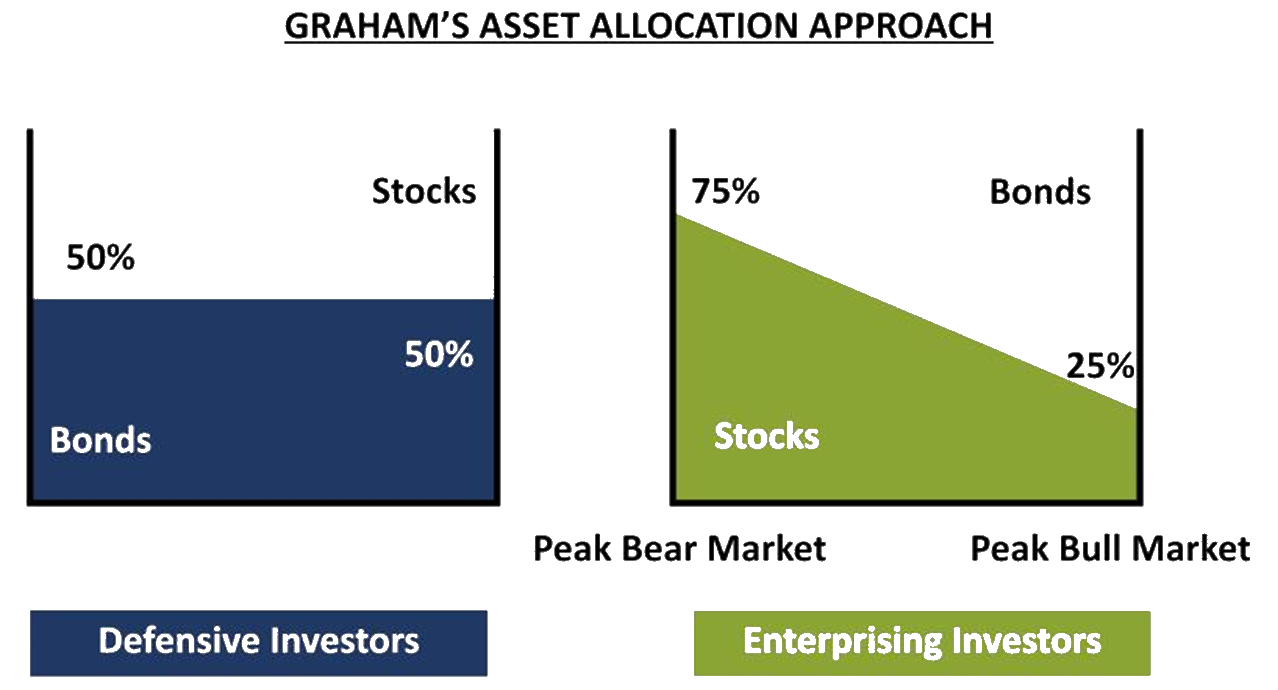 GRAHAM'S ASSET ALLOCATION APPROACH
Stocks
50%
50%
Bonds
Defensive Investors
75%
Bonds
25%
Stocks
Peak Bear Market
Peak Bull Market
Enterprising Investors